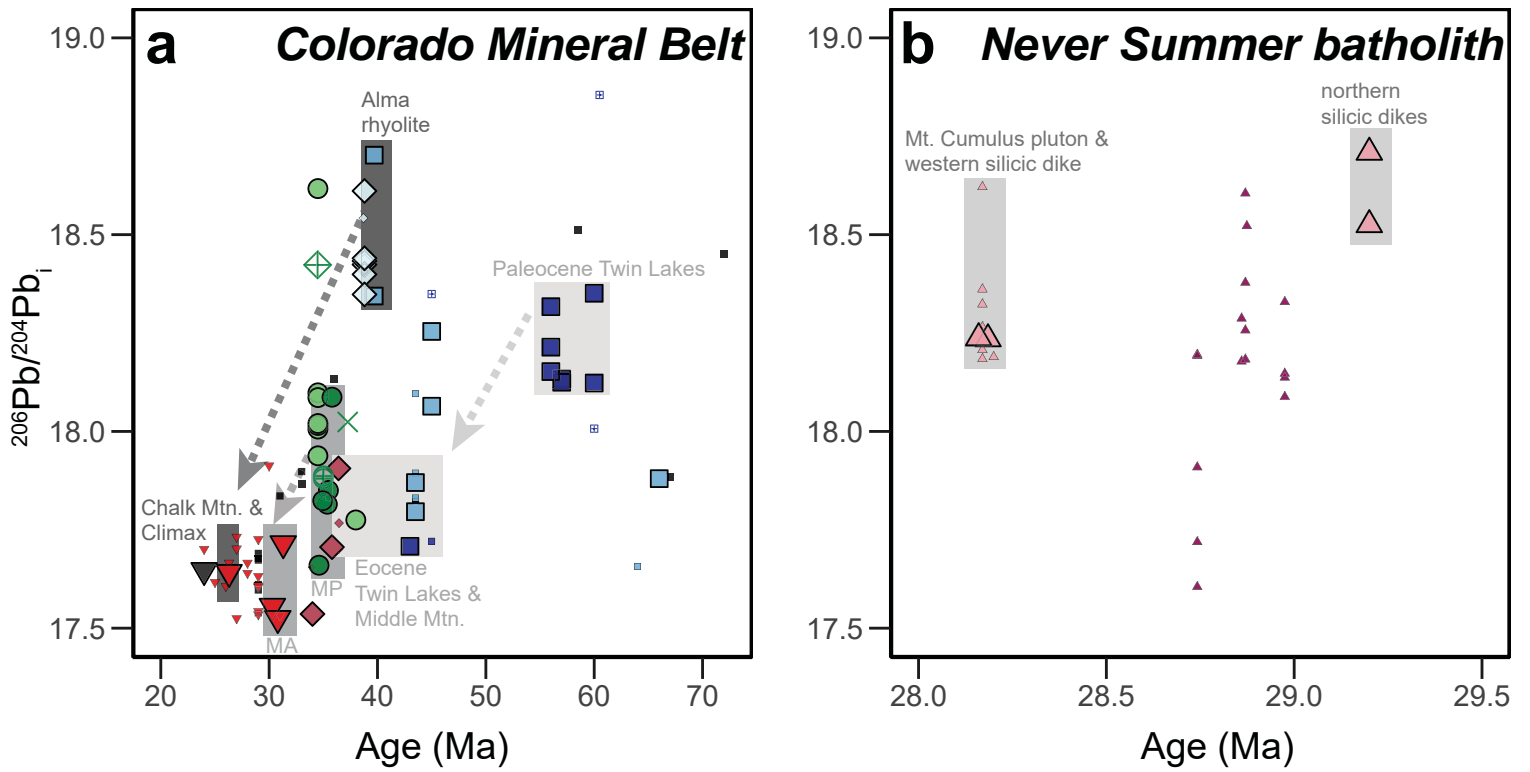 a
Colorado Mineral Belt
19.0
18.5
18.0
17.5
206Pb/204Pbi
Alma
rhyolite
Paleocene Twin Lakes
Chalk Mtn. &
Climax
MP
Eocene
Twin Lakes &
Middle Mtn.
MA
20
30
40
50
60
70
Age (Ma)
b
Never Summer batholith
19.0
18.5
18.0
17.5
northern
silicic dikes
Mt. Cumulus pluton &
western silicic dike
28.0
28.5
29.0
29.5
Age (Ma)